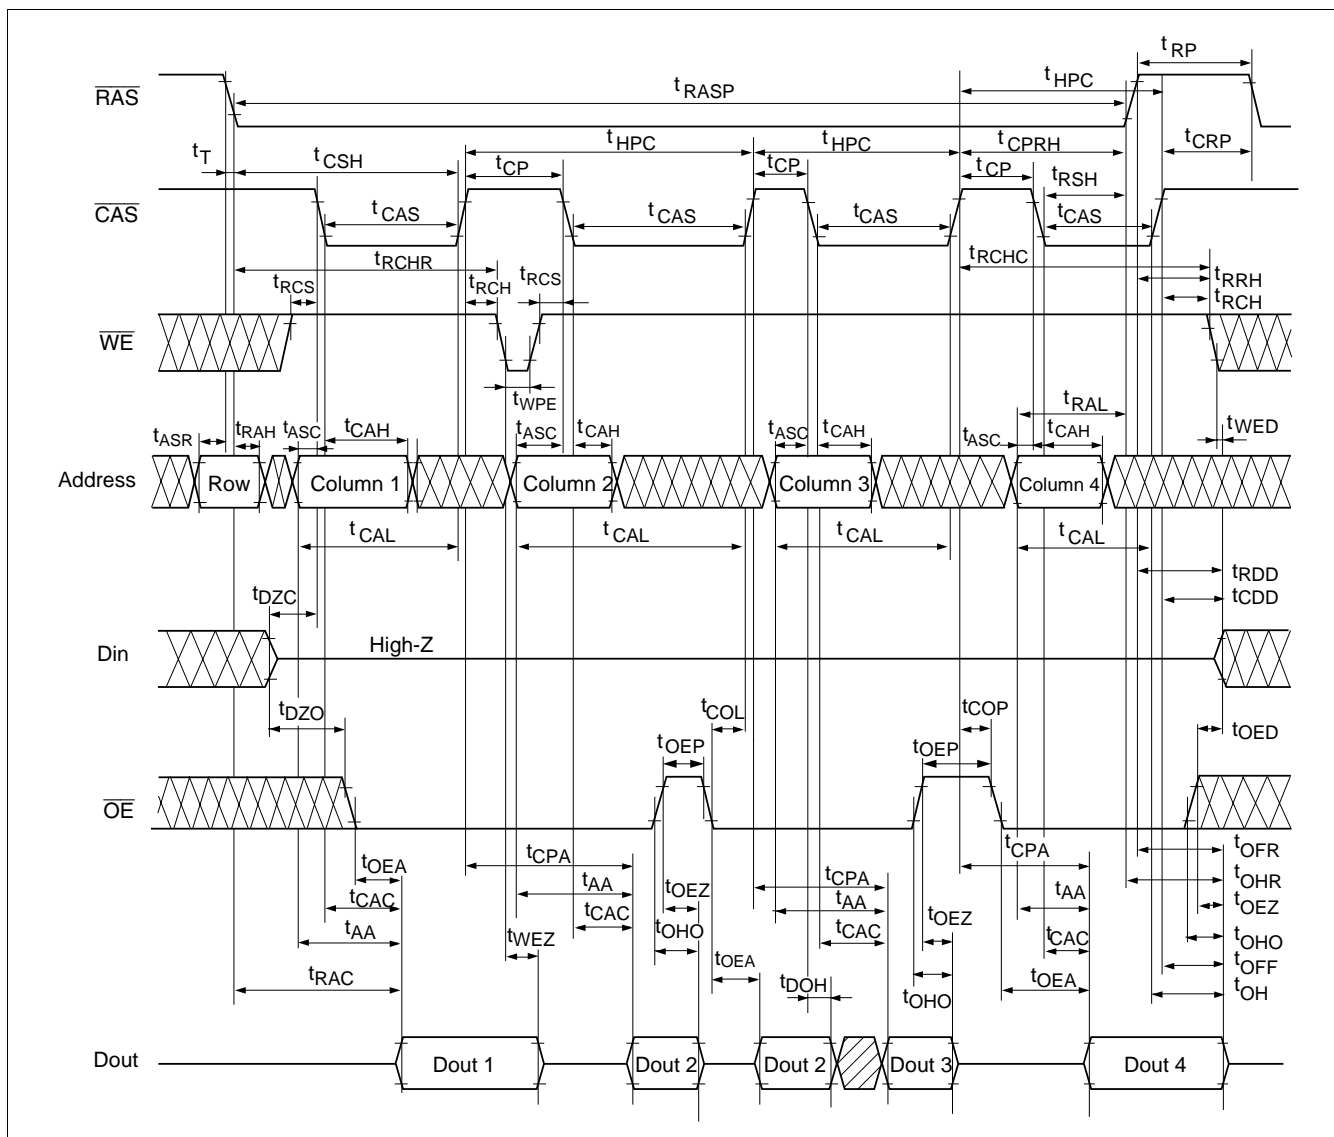 tRP
tHPC
RAS
tRASP
tHPC
tHPC
tCPRH
tT
tCSH
tCP
tCP
tCP
tCRP
tRSH
CAS
tCAS
tCAS
tCAS
tCAS
tRCHR
tRCHC
tRCS
tRCH
tRCS
tRRH
tRCH
WE
tWPE
tRAL
tASR
tRAH
tASC
tCAH
tASC
tCAH
tASC
tCAH
tASC
tCAH
tWED
Address
Row
Column 1
Column 2
Column 3
Column 4
tCAL
tCAL
tCAL
tCAL
tRDD
tCDD
tDZC
Din
High-Z
tDZO
tCOL
tCOP
tOED
tOEP
tOEP
OE
tOEA
tCPA
tCPA
tCPA
tOFR
tOHR
tCAC
tAA
tOEZ
tAA
tAA
tOEZ
tAA
tCAC
tOHO
tWEZ
tCAC
tOEZ
tCAC
tOHO
tRAC
tOEA
tDOH
tOHO
tOEA
tOFF
tOH
Dout
Dout 1
Dout 2
Dout 2
Dout 3
Dout 4